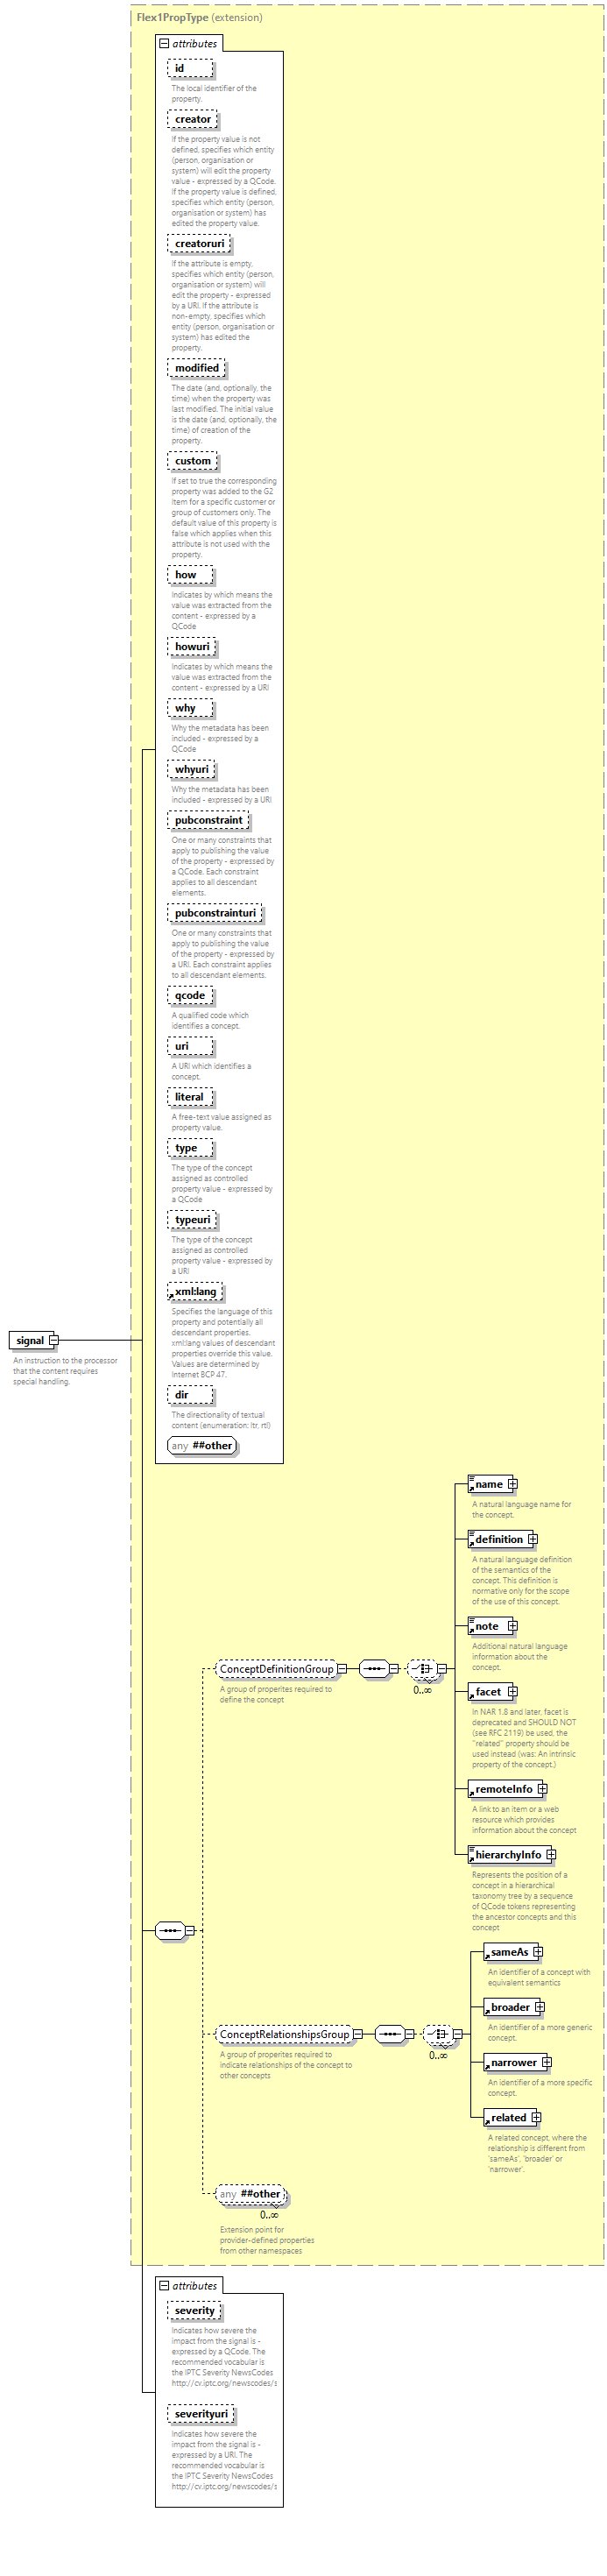 Flex1PropType (extension)
attributes
id
The local identifier of the
property.
creator
If the property value is not
defined, specifies which entity
(person, organisation or
system) will edit the property
value - expressed by a QCode.
If the property value is defined,
specifies which entity (person,
organisation or system) has
edited the property value.
creatoruri
If the attribute is empty,
specifies which entity (person,
organisation or system) will
edit the property - expressed
by a URI. If the attribute is
non-empty, specifies which
entity (person, organisation or
system) has edited the
property.
modified
The date (and, optionally, the
time) when the property was
last modified. The initial value
is the date (and, optionally, the
time) of creation of the
property.
custom
If set to true the corresponding
property was added to the G2
Item for a specific customer or
group of customers only. The
default value of this property is
false which applies when this
attribute is not used with the
property.
how
Indicates by which means the
value was extracted from the
content - expressed by a
QCode
howuri
Indicates by which means the
value was extracted from the
content - expressed by a URI
why
Why the metadata has been
included - expressed by a
QCode
whyuri
Why the metadata has been
included - expressed by a URI
pubconstraint
One or many constraints that
apply to publishing the value
of the property - expressed by
a QCode. Each constraint
applies to all descendant
elements.
pubconstrainturi
One or many constraints that
apply to publishing the value
of the property - expressed by
a URI. Each constraint applies
to all descendant elements.
qcode
A qualified code which
identifies a concept.
uri
A URI which identifies a
concept.
literal
A free-text value assigned as
property value.
type
The type of the concept
assigned as controlled
property value - expressed by
a QCode
typeuri
The type of the concept
assigned as controlled
property value - expressed by
a URI
xml:lang
Specifies the language of this
property and potentially all
descendant properties.
xml:lang values of descendant
properties override this value.
Values are determined by
Internet BCP 47.
dir
The directionality of textual
content (enumeration: ltr, rtl)
any ##other
signal
An instruction to the processor
that the content requires
special handling.
ConceptDefinitionGroup
A group of properites required to
define the concept
0..∞
name
A natural language name for
the concept.
definition
A natural language definition
of the semantics of the
concept. This definition is
normative only for the scope
of the use of this concept.
note
Additional natural language
information about the
concept.
facet
In NAR 1.8 and later, facet is
deprecated and SHOULD NOT
(see RFC 2119) be used, the
"related" property should be
used instead (was: An intrinsic
property of the concept.)
remoteInfo
A link to an item or a web
resource which provides
information about the concept
hierarchyInfo
Represents the position of a
concept in a hierarchical
taxonomy tree by a sequence
of QCode tokens representing
the ancestor concepts and this
concept
ConceptRelationshipsGroup
A group of properites required to
indicate relationships of the concept to
other concepts
0..∞
sameAs
An identifier of a concept with
equivalent semantics
broader
An identifier of a more generic
concept.
narrower
An identifier of a more specific
concept.
related
A related concept, where the
relationship is different from
'sameAs', 'broader' or
'narrower'.
any ##other
0..∞
Extension point for
provider-defined properties
from other namespaces
attributes
severity
Indicates how severe the
impact from the signal is -
expressed by a QCode. The
recommended vocabular is
the IPTC Severity NewsCodes
http://cv.iptc.org/newscodes/s
severityuri
Indicates how severe the
impact from the signal is -
expressed by a URI. The
recommended vocabular is
the IPTC Severity NewsCodes
http://cv.iptc.org/newscodes/s